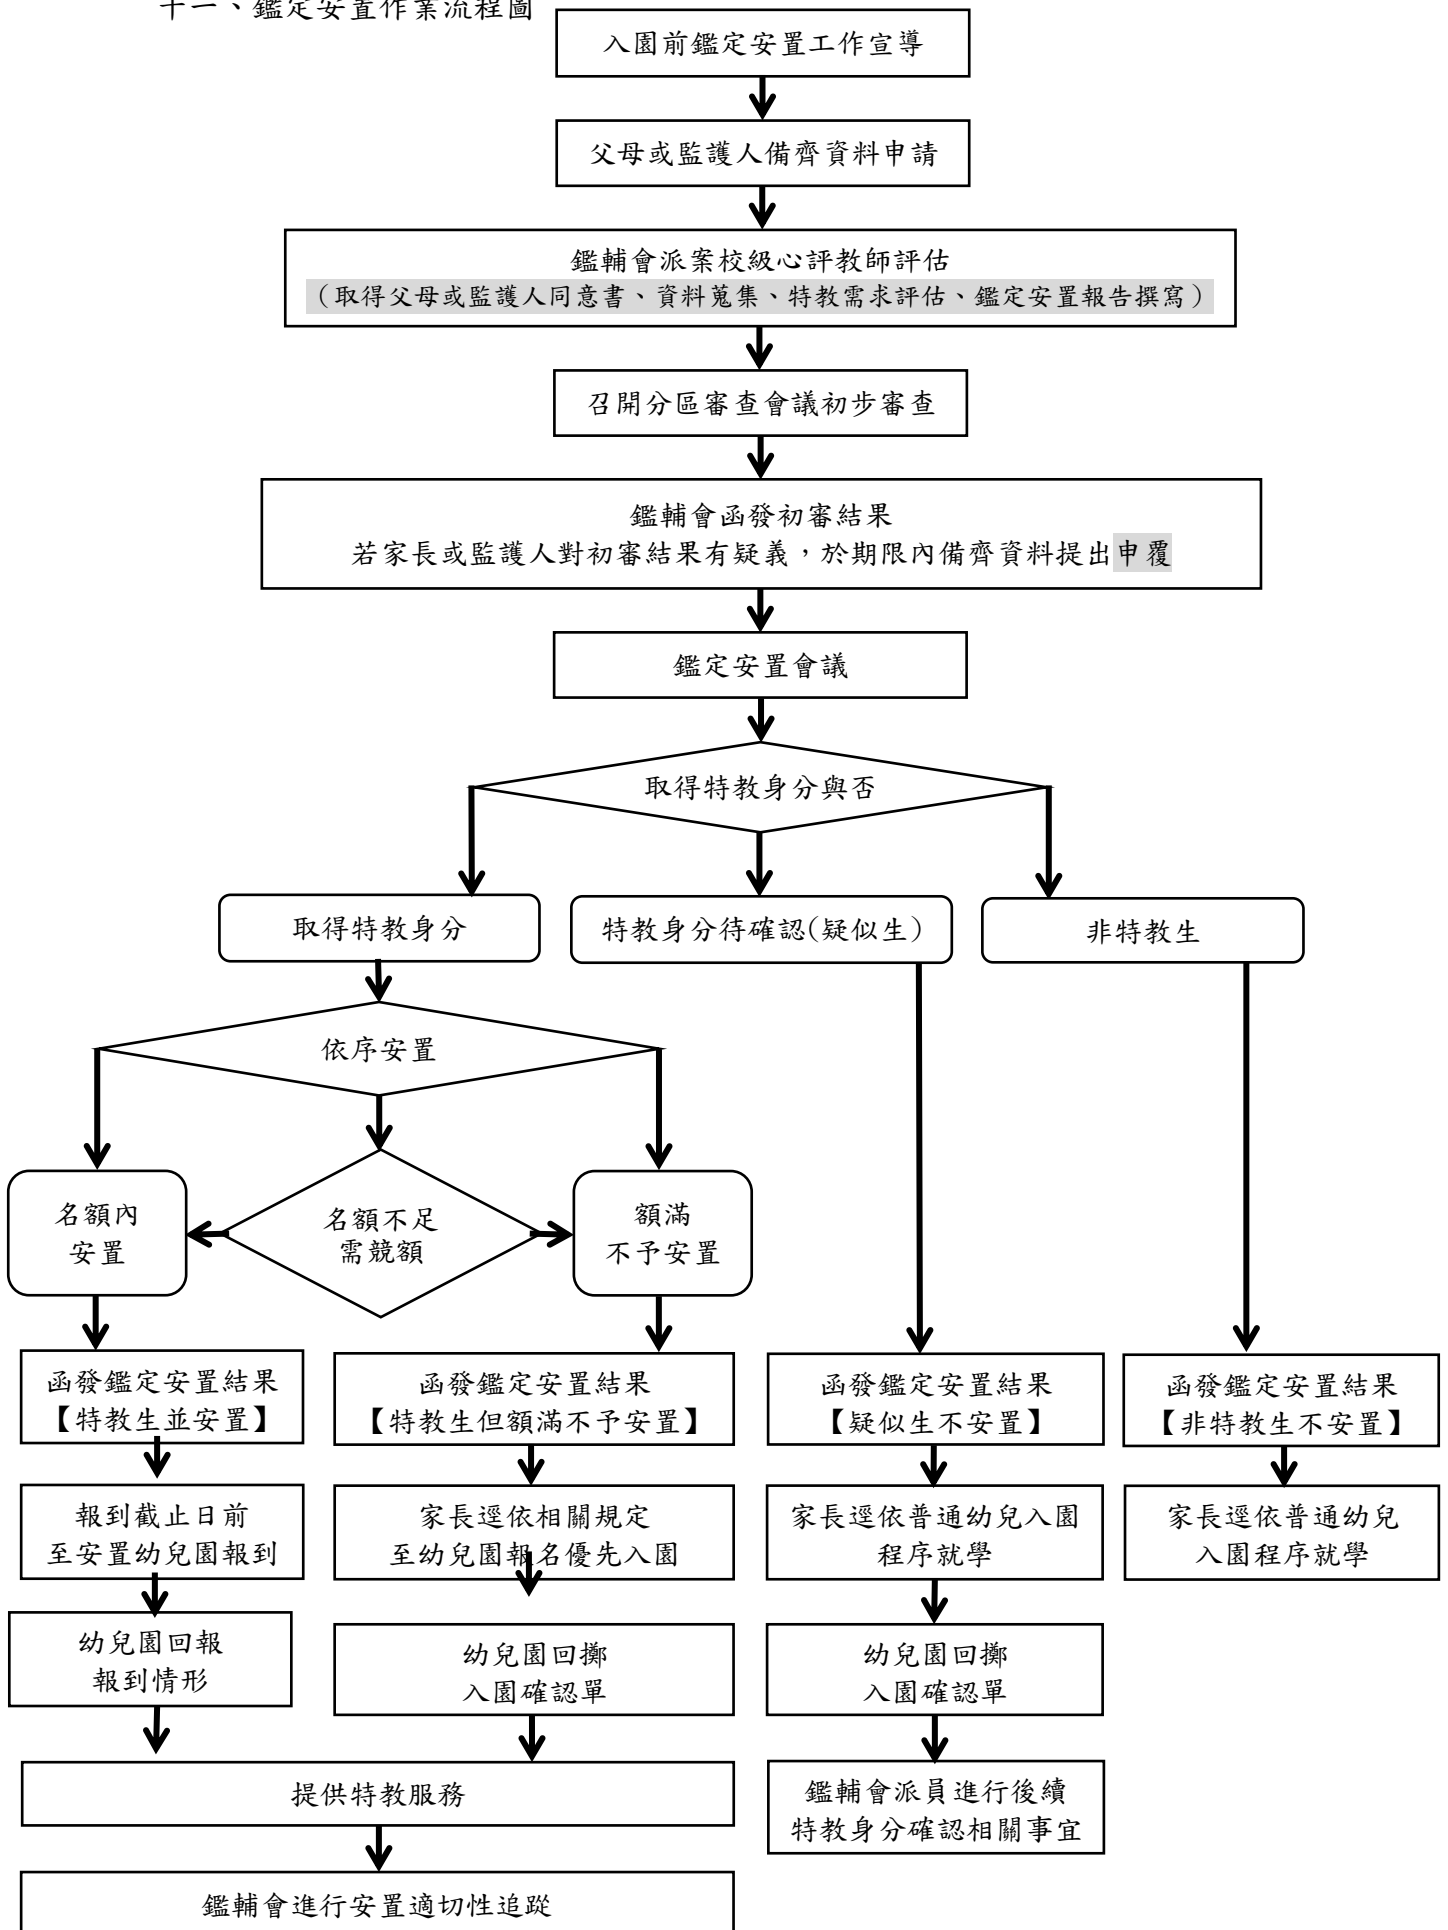 十一、鑑定安置作業流程圖
入園前鑑定安置工作宣導
父母或監護人備齊資料申請
鑑輔會派案校級心評教師評估
（取得父母或監護人同意書、資料蒐集、特教需求評估、鑑定安置報告撰寫）
召開分區審查會議初步審查
鑑輔會函發初審結果
若家長或監護人對初審結果有疑義，於期限內備齊資料提出申覆
鑑定安置會議
取得特教身分與否
取得特教身分
特教身分待確認(疑似生)
非特教生
依序安置
名額內
安置
名額不足
需競額
額滿
不予安置
函發鑑定安置結果
【特教生並安置】
函發鑑定安置結果
【特教生但額滿不予安置】
函發鑑定安置結果
【疑似生不安置】
函發鑑定安置結果
【非特教生不安置】
報到截止日前
至安置幼兒園報到
家長逕依相關規定
至幼兒園報名優先入園
家長逕依普通幼兒入園
程序就學
家長逕依普通幼兒
入園程序就學
幼兒園回報
報到情形
幼兒園回擲
入園確認單
幼兒園回擲
入園確認單
提供特教服務
鑑輔會派員進行後續
特教身分確認相關事宜
鑑輔會進行安置適切性追蹤